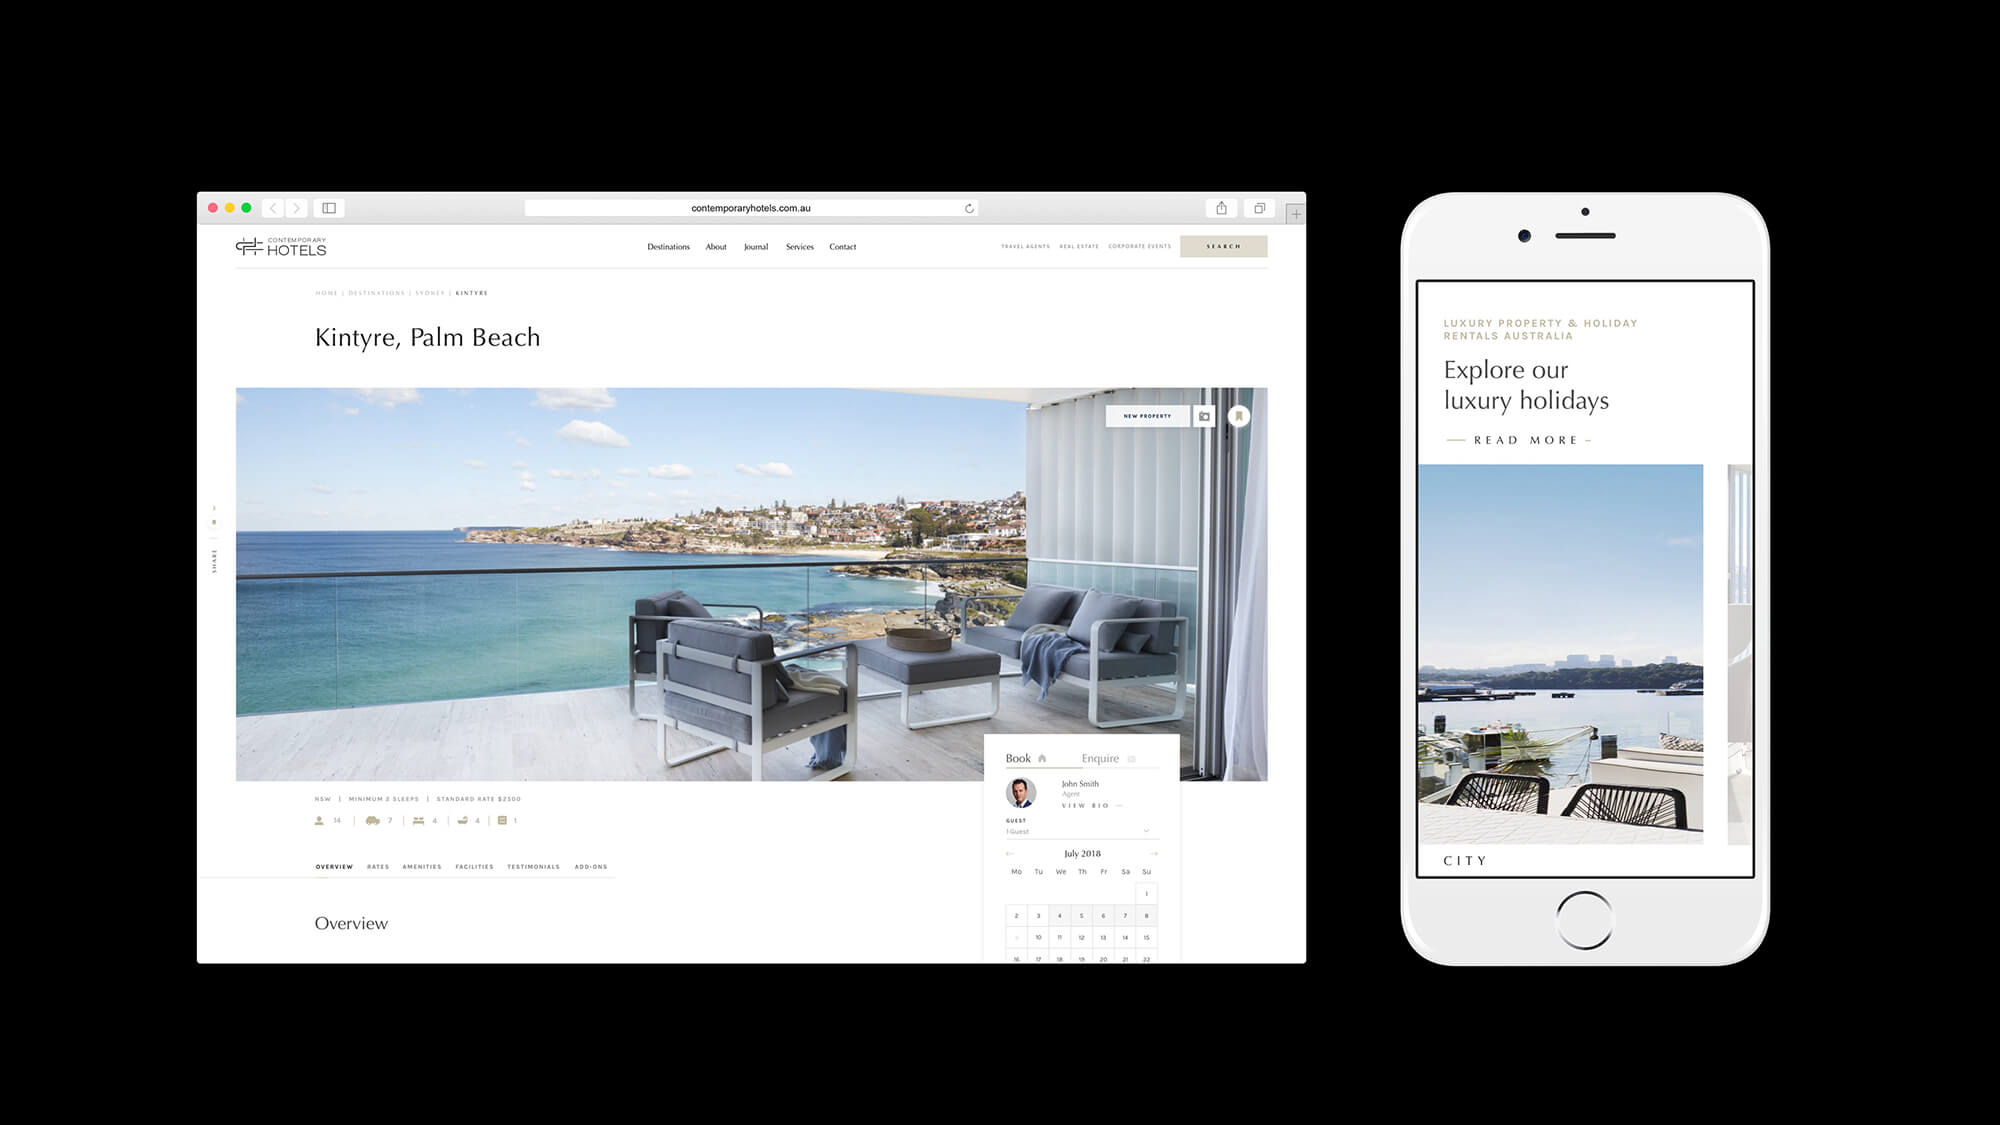 contemporaryhotels.com.au
CONTEMPORARY
HOTELS
Destinations About Journal Services Contact
TRAVEL AGENTS REAL ESTATE CORPORATE EVENTS SEARCH
HOME | DESTINATIONS | SYDNEY | KINTYRE
Kintyre, Palm Beach
NEW PROPERTY
SHARE
NSW | MINIMUM 2 SLEEPS | STANDARD RATE $2500
14 | 7 | 4 | 4 | 1
OVERVIEW RATES AMENITIES FACILITIES TESTIMONIALS ADD-ONS
Overview
Book Enquire
John Smith
Agent
VIEW BIO
GUEST
1 Guest
July 2018
Mo Tu We Th Fr Sa Su
1
2 3 4 5 6 7 8
10 11 12 13 14 15
16 17 18 19 20 21 22
LUXURY PROPERTY & HOLIDAY
RENTALS AUSTRALIA
Explore our
luxury holidays
READ MORE
CITY